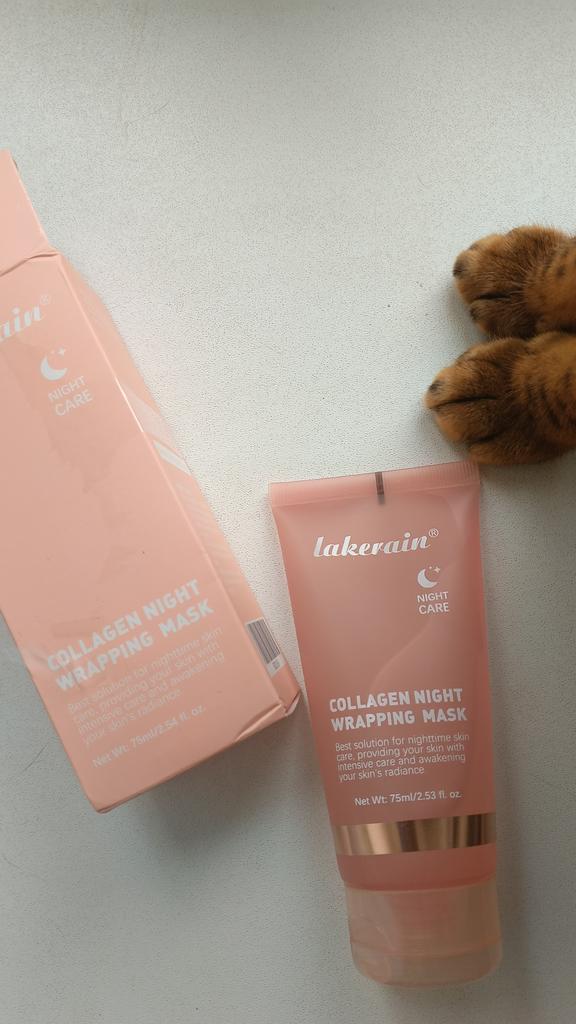 ain®
NIGHT
CARE
COLLAGEN NIGHT
WRAPPING MASK
Best solution for nighttime skin
care, providing your skin with
intensive care and awakening
your skin's radiance
Net Wt: 75ml/2.54 fl. oz.
lakerain®
NIGHT
CARE
COLLAGEN NIGHT
WRAPPING MASK
Best solution for nighttime skin
care, providing your skin with
intensive care and awakening
your skin's radiance
Net Wt: 75ml/2.53 fl. oz.